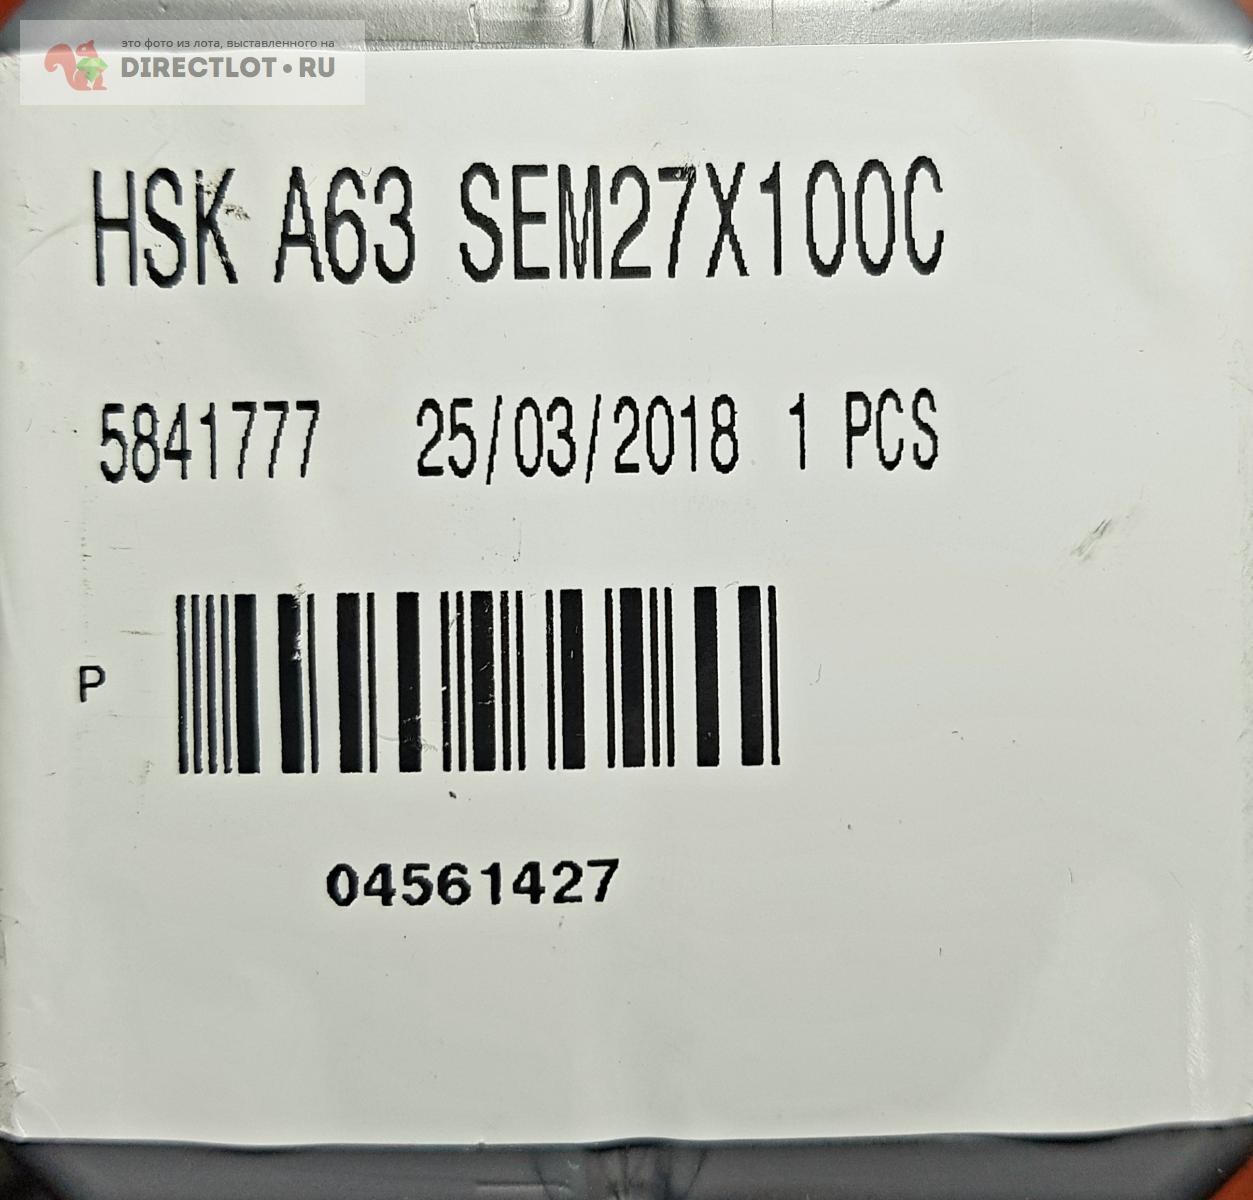 это фото из лота, выставленного на
DIRECTLOT•RU
HSK A63 SEM27X100C
5841777 25/03/2018 1 PCS
P
04561427